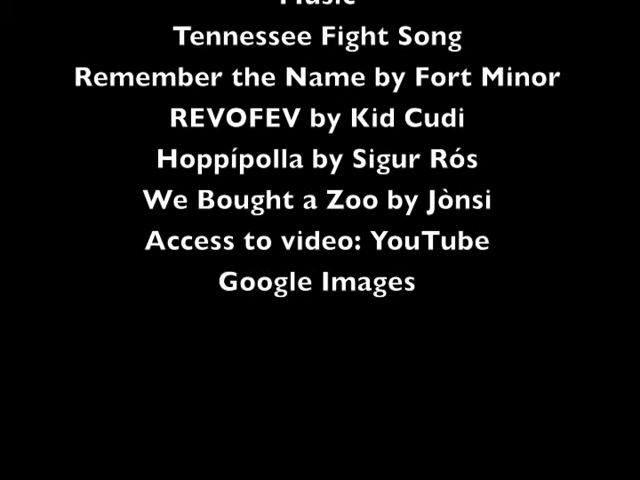 Music
Tennessee Fight Song
Remember the Name by Fort Minor
REVOFEV by Kid Cudi
Hoppípolla by Sigur Rós
We Bought a Zoo by Jònsi
Access to video: YouTube
Google Images